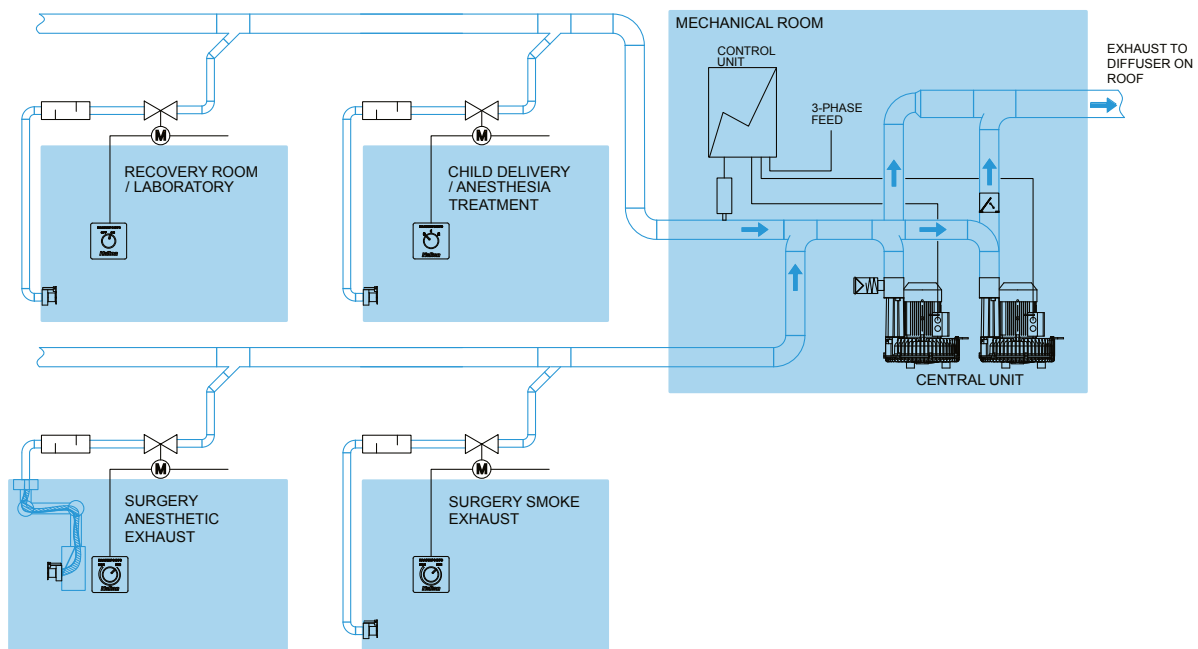 MECHANICAL ROOM
CONTROL
UNIT
3-PHASE
FEED
EXHAUST TO
DIFFUSER ON
ROOF
M
M
RECOVERY ROOM
/ LABORATORY
CHILD DELIVERY
/ ANESTHESIA
TREATMENT
CENTRAL UNIT
M
M
SURGERY
ANESTHETIC
EXHAUST
SURGERY SMOKE
EXHAUST